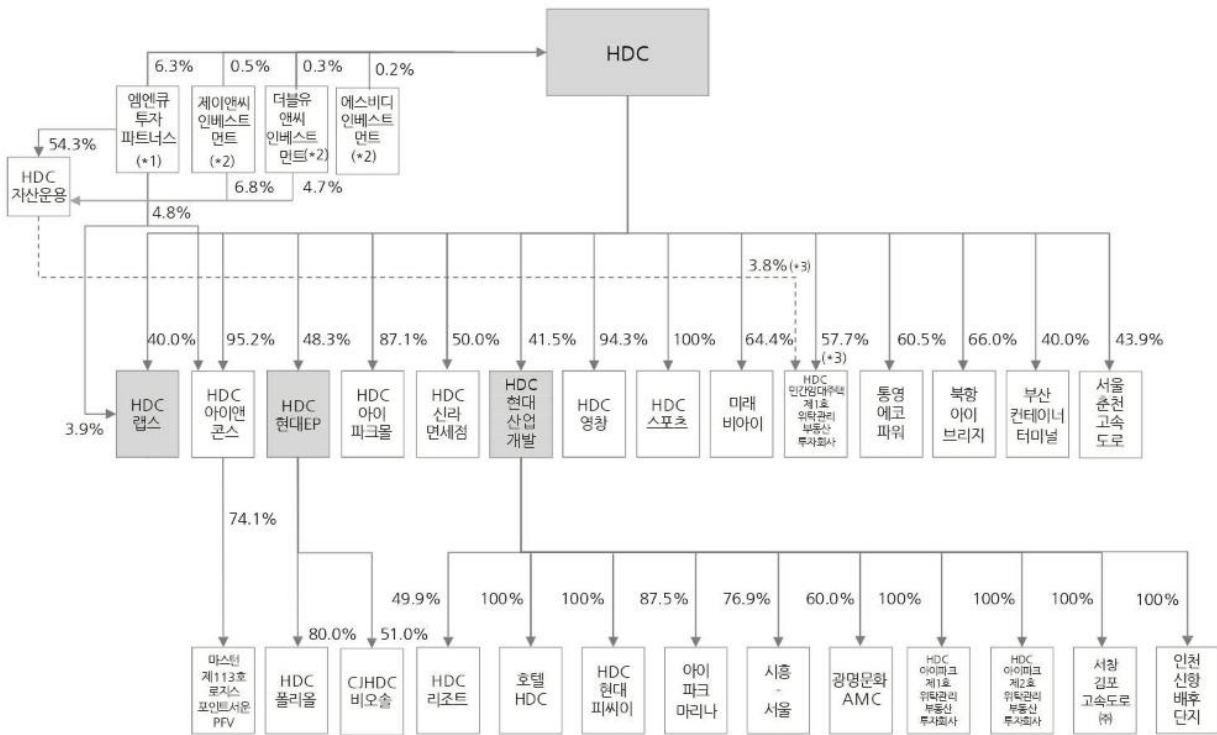 HDC
6.3%
0.5%
0.3%
0.2%
엠엔큐
투자
파트너스
(*1)
제이앤씨
인베스트
먼트
(*2)
더블유
앤씨
인베스트
먼트(*2)
에스비디
인베스트
먼트
(*2)
54.3%
HDC
자산운용
6.8%
4.7%
4.8%
3.8% (*3)
40.0%
95.2%
48.3%
87.1%
50.0%
41.5%
94.3%
100%
64.4%
57.7%
(*3)
60.5%
66.0%
40.0%
43.9%
3.9%
HDC
랩스
HDC
아이앤
콘스
HDC
현대EP
HDC
아이
파크몰
HDC
신라
면세점
HDC
현대
산업
개발
HDC
영창
HDC
스포츠
미래
비아이
HDC
민간임대주택
제1호
위탁관리
부동산
투자회사
통영
에코
파워
북항
아이
브리지
부산
컨테이너
터미널
서울
춘천
고속
도로
74.1%
80.0%
51.0%
49.9%
100%
100%
87.5%
76.9%
60.0%
100%
100%
100%
100%
마스턴
제113호
로지스
포인트서운
PFV
HDC
폴리올
CJHDC
비오솔
HDC
리조트
호텔
HDC
HDC
현대
피씨이
아이
파크
마리나
시흥
-
서울
광명문화
AMC
HDC
아이파크
제1호
위탁관리
부동산
투자회사
HDC
아이파크
제2호
위탁관리
부동산
투자회사
서창
김포
고속도로
㈜
인천
신항
배후
단지